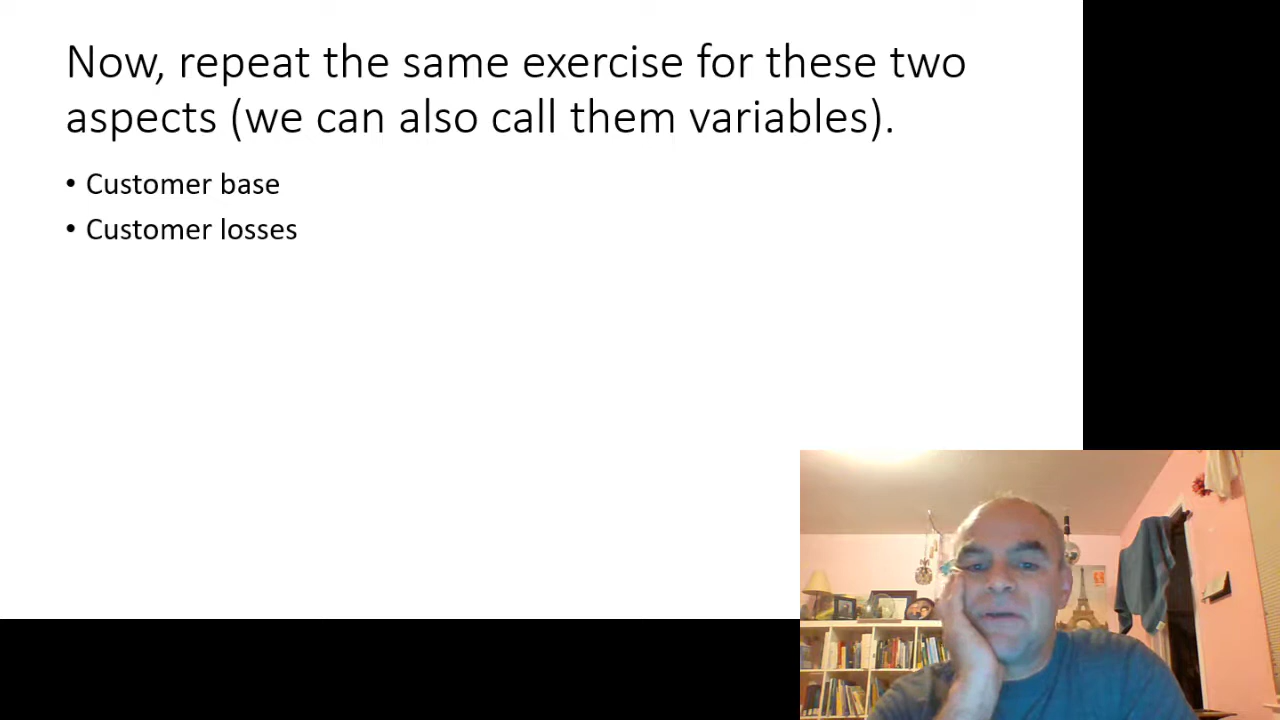 Now, repeat the same exercise for these two
aspects (we can also call them variables).
• Customer base
• Customer losses